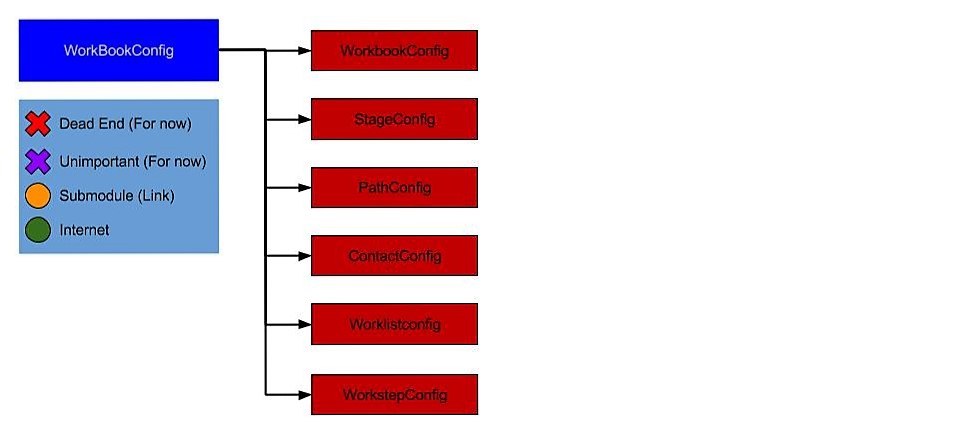 WorkBookConfig
Dead End (For now)
Unimportant (For now)
Submodule (Link)
Internet
WorkbookConfig
StageConfig
PathConfig
ContactConfig
Worklistconfig
WorkstepConfig